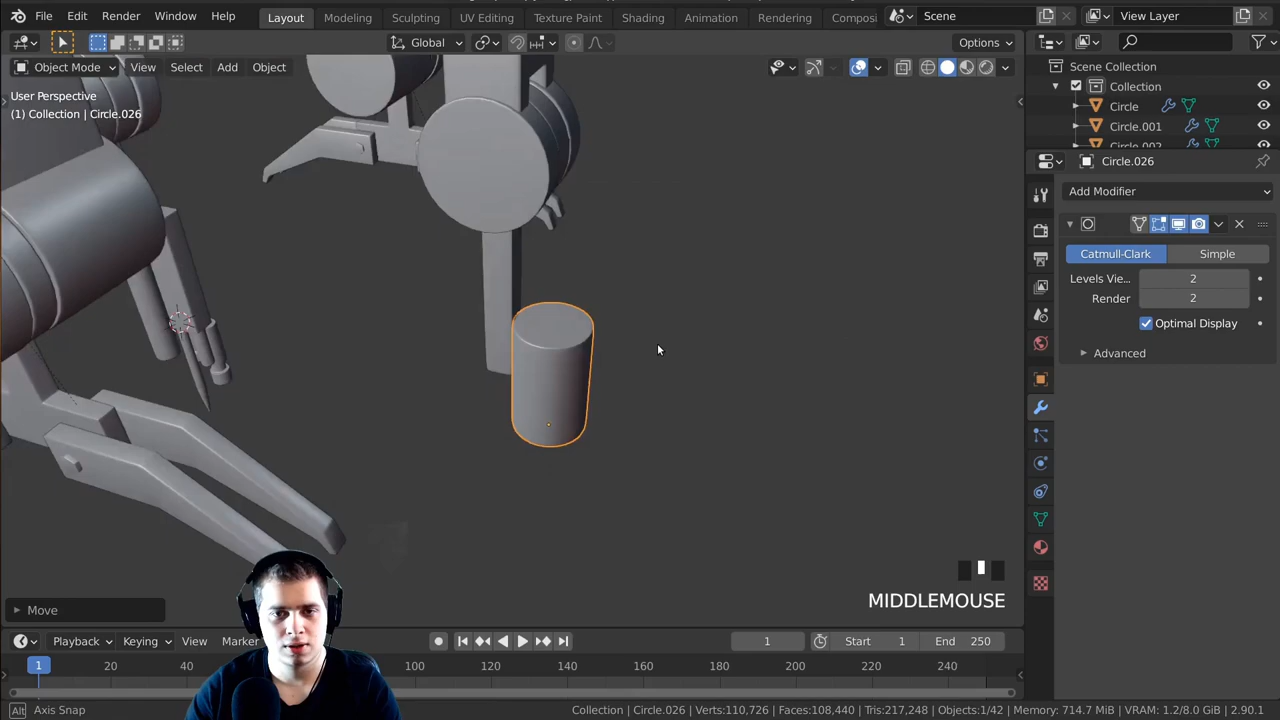 File Edit Render Window Help Layout Modeling Sculpting UV Editing Texture Paint Shading Animation Rendering Composi Scene View Layer
Global Options
Object Mode View Select Add Object
Scene Collection
User Perspective
Collection
(1) Collection | Circle.026
Circle
Circle.001
Circle.026
Add Modifier
Catmull-Clark Simple
Levels Vie... 2
Render 2
Optimal Display
Advanced
MIDDLEMOUSE
Move
Playback Keying View Marker 1 Start 1 End 250
1 20 40 100 120 140 160 180 200 220 240
Alt Axis Snap Collection | Circle.026 | Verts:110,726 | Faces:108,440 | Tris:217,248 | Objects:1/42 | Memory: 714.7 MiB | VRAM: 1.2/8.0 GiB | 2.90.1